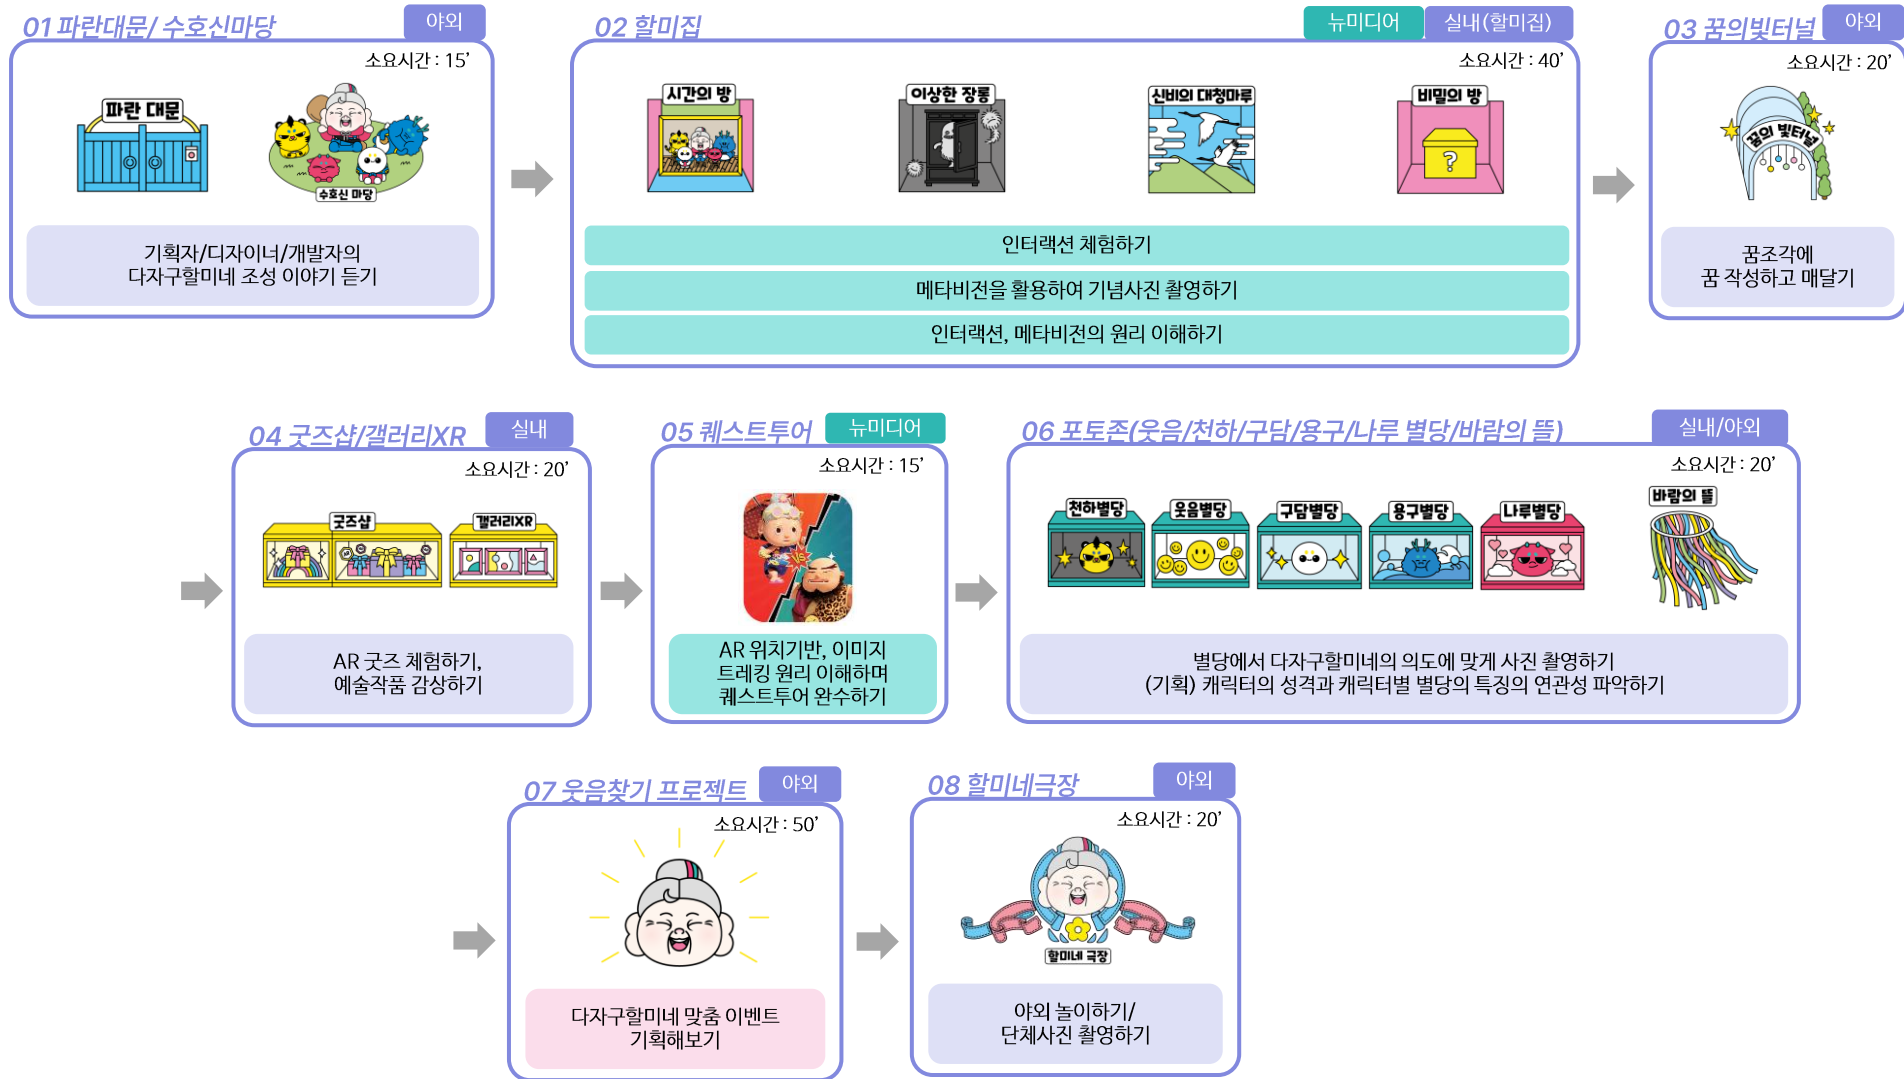 01 파란대문/ 수호신마당
야외
소요시간 : 15’
파란 대문
수호신 마당
기획자/디자이너/개발자의
다자구할미네 조성 이야기 듣기
02 할미집
뉴미디어
실내(할미집)
소요시간 : 40’
시간의 방
이상한 장롱
신비의 대청마루
비밀의 방
?
인터랙션 체험하기
메타비전을 활용하여 기념사진 촬영하기
인터랙션, 메타비전의 원리 이해하기
03 꿈의빛터널
야외
소요시간 : 20’
꿈의 빛터널
꿈조각에
꿈 작성하고 매달기
04 굿즈샵/갤러리XR
실내
소요시간 : 20’
굿즈샵
갤러리XR
AR 굿즈 체험하기,
예술작품 감상하기
05 퀘스트투어
뉴미디어
소요시간 : 15’
VS
AR 위치기반, 이미지
트레킹 원리 이해하며
퀘스트투어 완수하기
06 포토존(웃음/천하/구담/용구/나루 별당/바람의 뜰)
실내/야외
소요시간 : 20’
천하별당
웃음별당
구담별당
용구별당
나루별당
바람의 뜰
별당에서 다자구할미네의 의도에 맞게 사진 촬영하기
(기획) 캐릭터의 성격과 캐릭터별 별당의 특징의 연관성 파악하기
07 웃음찾기 프로젝트
야외
소요시간 : 50’
다자구할미네 맞춤 이벤트
기획해보기
08 할미네극장
야외
소요시간 : 20’
할미네 극장
야외 놀이하기/
단체사진 촬영하기